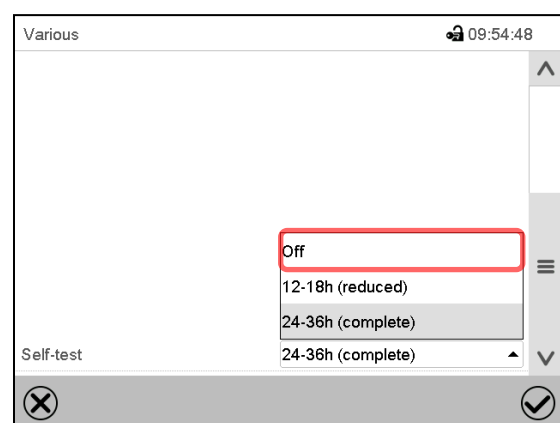 Various
09:54:48
Off
12-18h (reduced)
24-36h (complete)
Self-test
24-36h (complete)